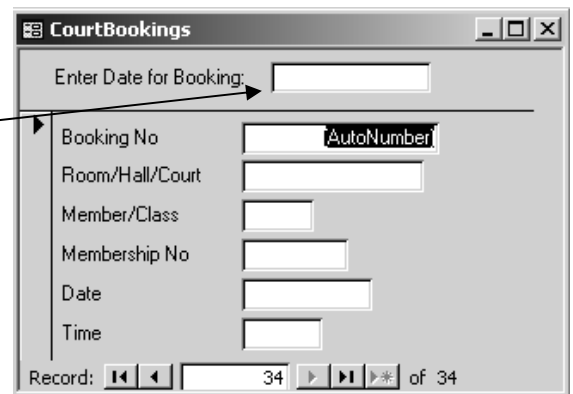 CourtBookings
Enter Date for Booking:
Booking No (AutoNumber)
Room/Hall/Court
Member/Class
Membership No
Date
Time
Record: 34 of 34